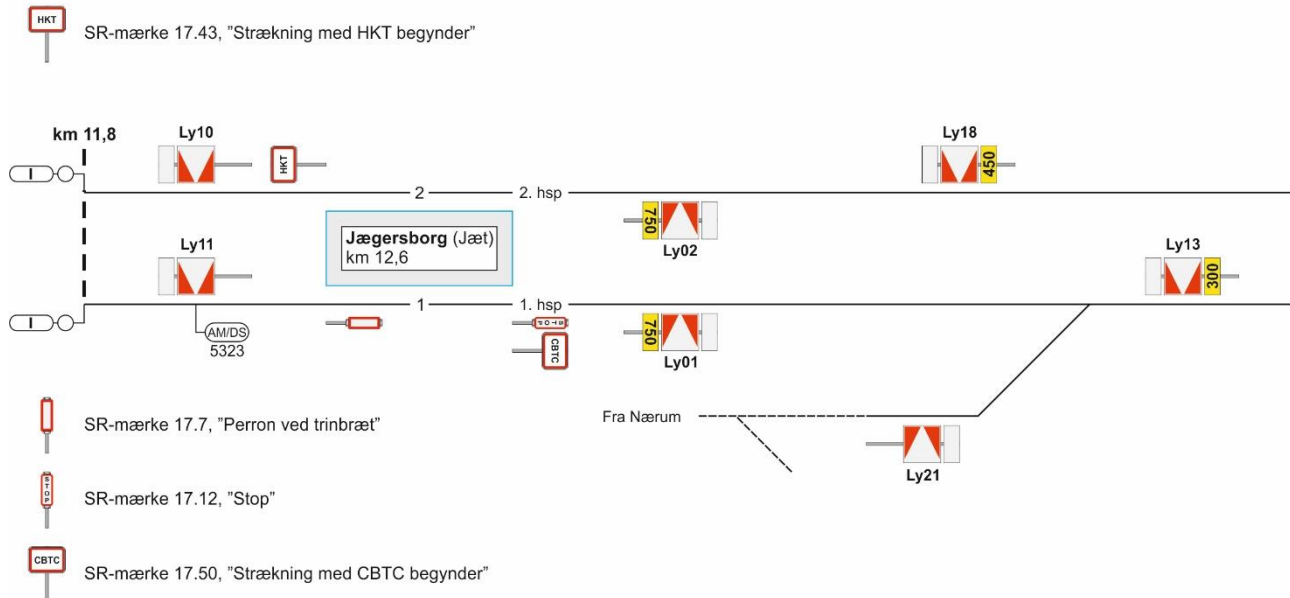 HKT
SR-mærke 17.43, ”Strækning med HKT begynder”
km 11,8
Ly10
Ly18
I
HKT
450
2
2. hsp
Jægersborg (Jæt)
km 12,6
750
Ly02
Ly11
Ly13
300
I
1
1. hsp
AM/DS
5323
STOP
CBTC
750
Ly01
Fra Nærum
Ly21
SR-mærke 17.7, ”Perron ved trinbræt”
STOP
SR-mærke 17.12, ”Stop”
CBTC
SR-mærke 17.50, ”Strækning med CBTC begynder”